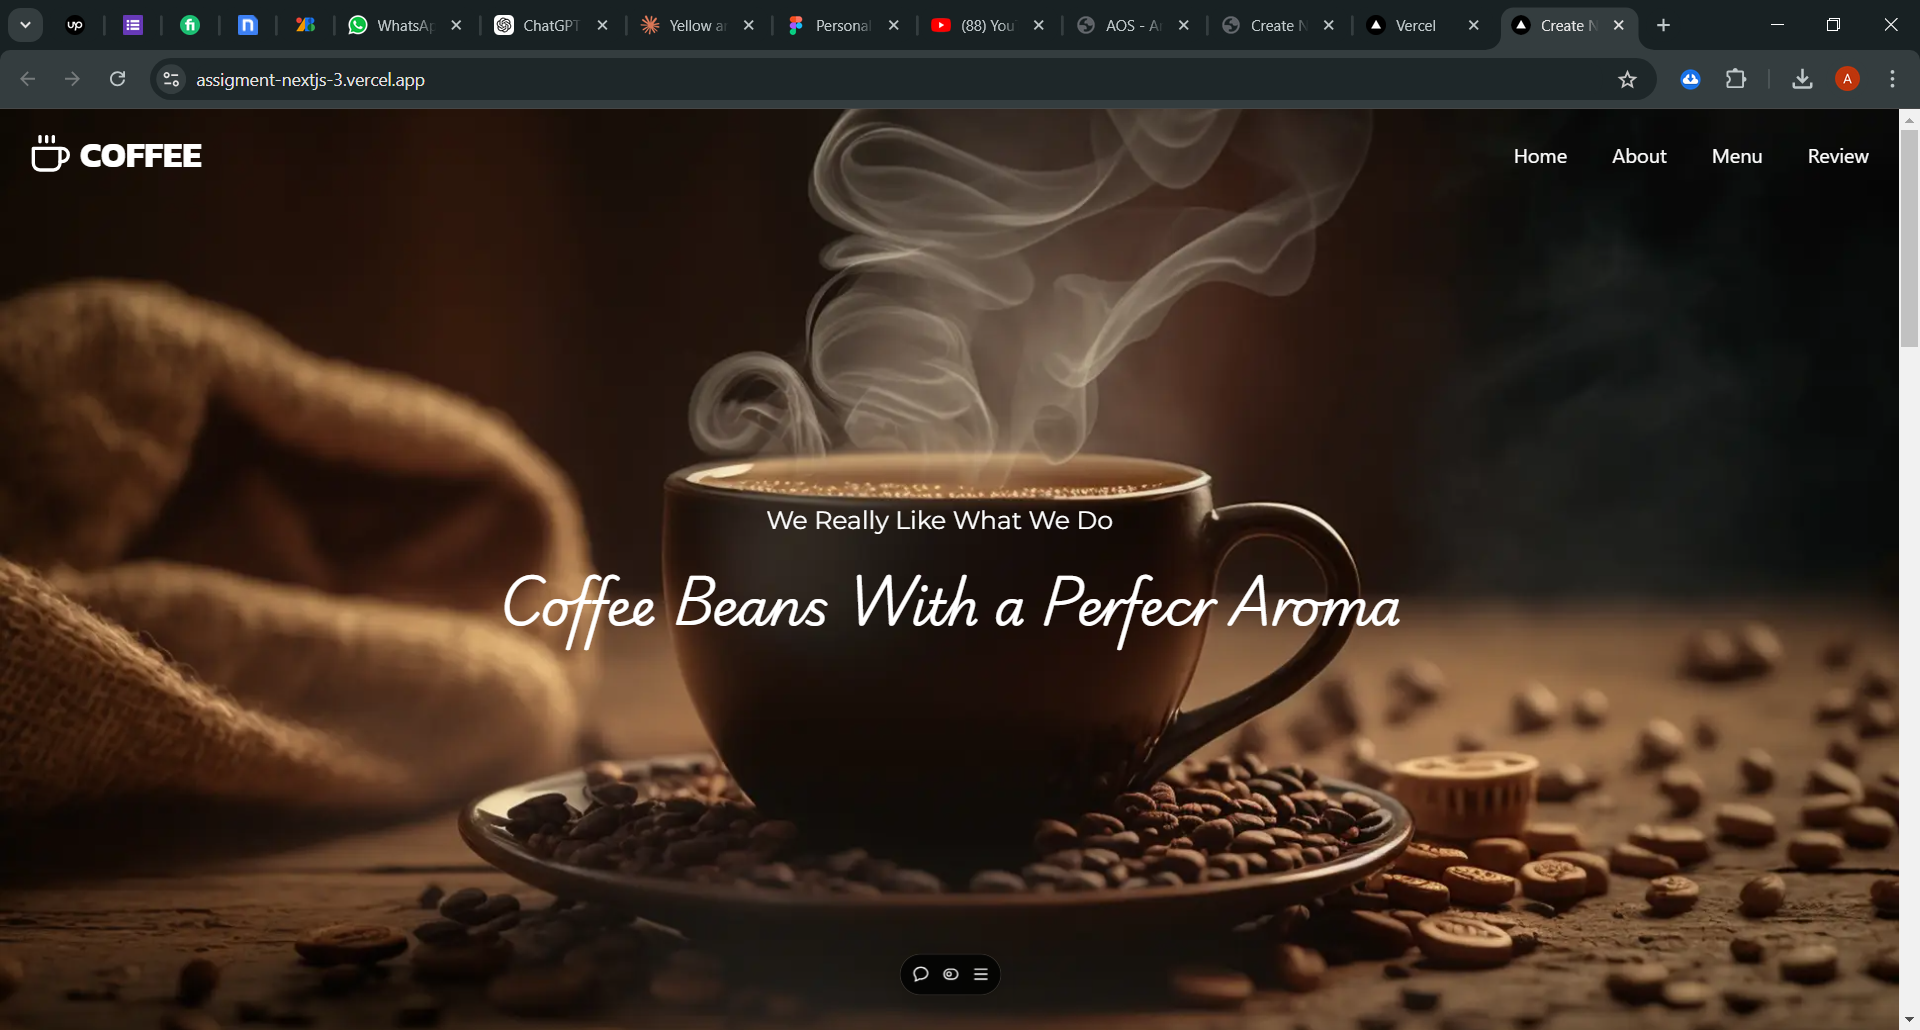 up
WhatsAp
ChatGPT
Yellow a
Personal
(88) You
AOS - A
Create N
Vercel
Create N
assigment-nextjs-3.vercel.app
A
COFFEE
Home
About
Menu
Review
We Really Like What We Do
Coffee Beans With a Perfecr Aroma